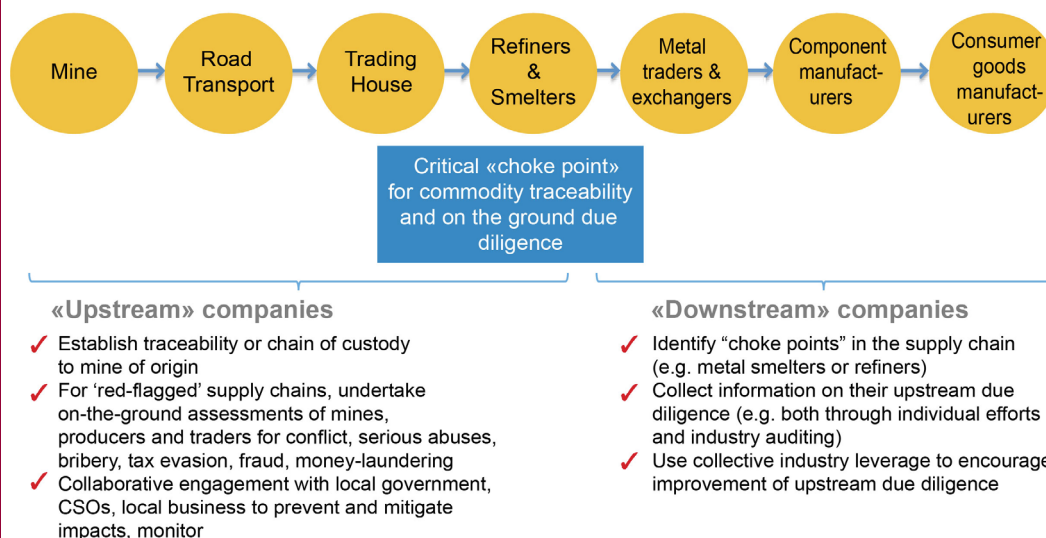 Mine
Road
Transport
Trading
House
Refiners
&
Smelters
Metal
traders &
exchangers
Component
manufact-
urers
Consumer
goods
manufact-
urers
Critical «choke point»
for commodity traceability
and on the ground due
diligence
«Upstream» companies
✓ Establish traceability or chain of custody
to mine of origin
✓ For ‘red-flagged’ supply chains, undertake
on-the-ground assessments of mines,
producers and traders for conflict, serious abuses,
bribery, tax evasion, fraud, money-laundering
✓ Collaborative engagement with local government,
CSOs, local business to prevent and mitigate
impacts, monitor
«Downstream» companies
✓ Identify “choke points” in the supply chain
(e.g. metal smelters or refiners)
✓ Collect information on their upstream due
diligence (e.g. both through individual efforts
and industry auditing)
✓ Use collective industry leverage to encourage
improvement of upstream due diligence